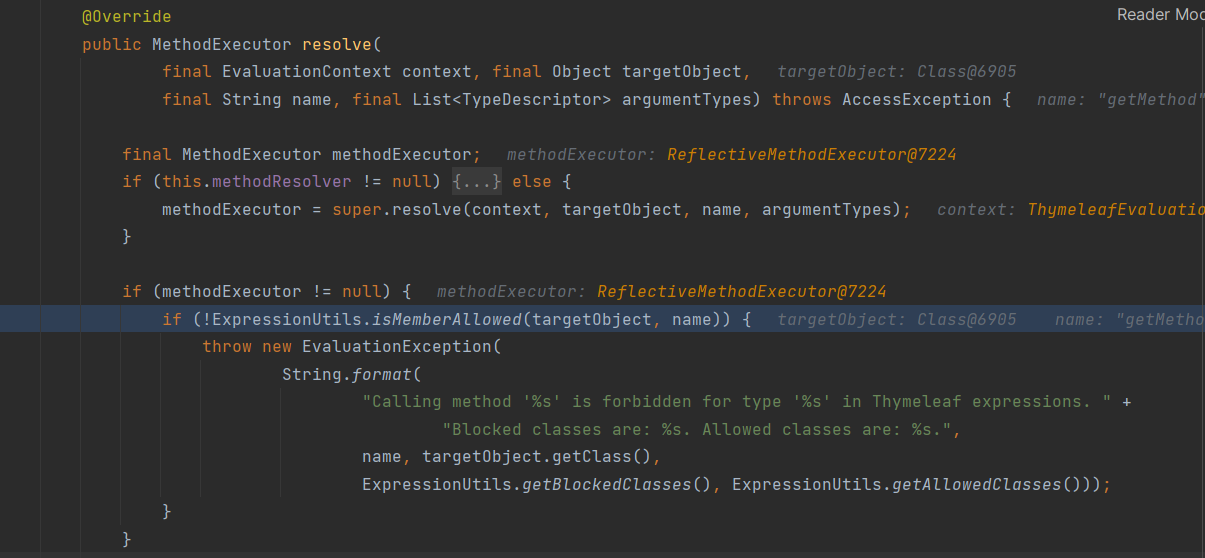 @Override
Reader Mod
public MethodExecutor resolve(
final EvaluationContext context, final Object targetObject,   targetObject: Class@6905
final String name, final List<TypeDescriptor> argumentTypes) throws AccessException {   name: "getMethod"
final MethodExecutor methodExecutor;   methodExecutor: ReflectiveMethodExecutor@7224
if (this.methodResolver != null) {...} else {
methodExecutor = super.resolve(context, targetObject, name, argumentTypes);   context: ThymeleafEvaluatio
}
if (methodExecutor != null) {   methodExecutor: ReflectiveMethodExecutor@7224
if (!ExpressionUtils.isMemberAllowed(targetObject, name)) {   targetObject: Class@6905   name: "getMetho
throw new EvaluationException(
String.format(
"Calling method '%s' is forbidden for type '%s' in Thymeleaf expressions. " +
"Blocked classes are: %s. Allowed classes are: %s.",
name, targetObject.getClass(),
ExpressionUtils.getBlockedClasses(), ExpressionUtils.getAllowedClasses()));
}
}